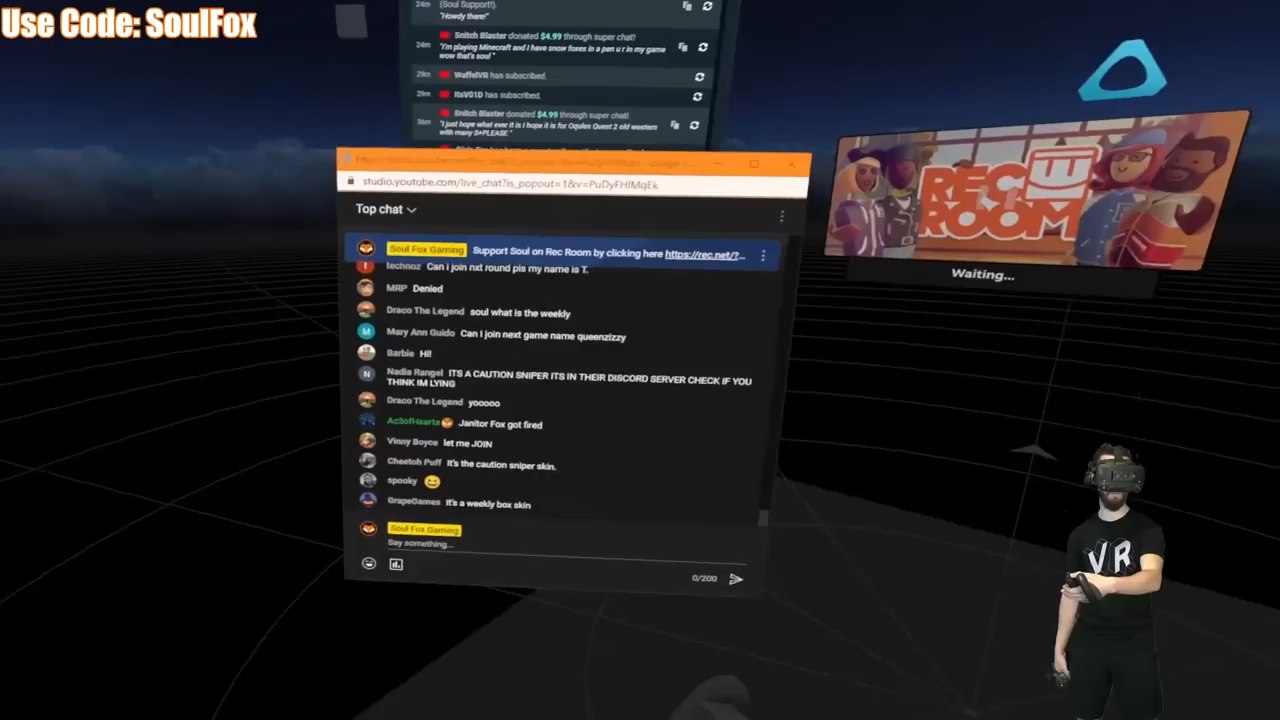 Use Code: SoulFox
24m
(Soul Support!).
"Howdy there!"
24m Snitch Blaster donated $4.99 through super chat!
"I'm playing Minecraft and I have snow foxes in a pen u r in my game
wow that's soul "
29m WaffelVR has subscribed.
29m ItsV01D has subscribed.
36m Snitch Blaster donated $4.99 through super chat!
"I just hope what ever it is I hope it is for Oqules Quest 2 old western
with many S+PLEASE "
studio.youtube.com/live_chat?is_popout=1&v=PuDyFHlMqEk
Top chat
Soul Fox Gaming Support Soul on Rec Room by clicking here https://rec.net/?...
technoz Can i join nxt round pls my name is T.
MRP Denied
Draco The Legend soul what is the weekly
Mary Ann Guido Can I join next game name queenzizzy
Barbie Hi!
Nadia Rangel ITS A CAUTION SNIPER ITS IN THEIR DISCORD SERVER CHECK IF YOU
THINK IM LYING
Draco The Legend yooooo
Ac3ofHearts Janitor Fox got fired
Vinny Boyce let me JOIN
Cheetoh Puff It's the caution sniper skin.
spooky
GrapeGames It's a weekly box skin
Soul Fox Gaming
Say something...
0/200
REC ROOM
Waiting...
VR